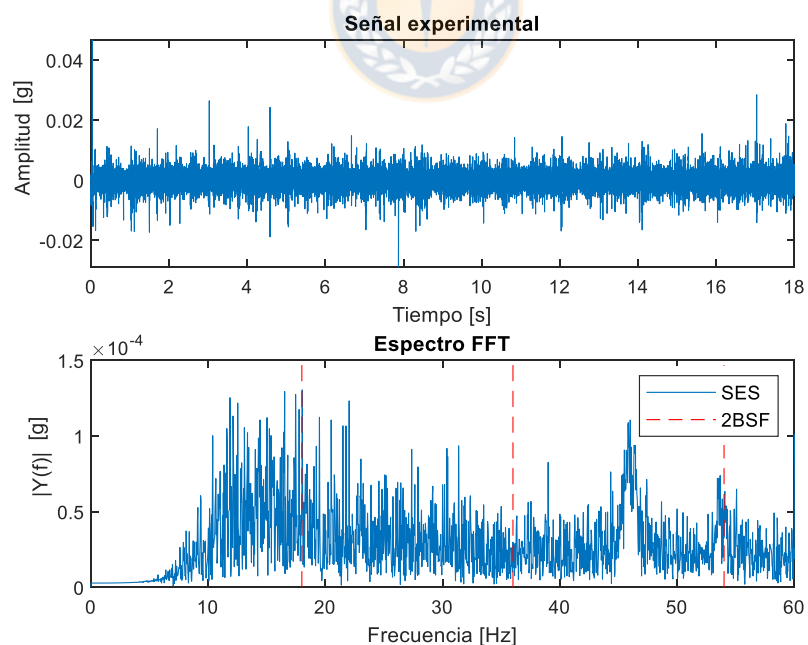 Señal experimental
Amplitud [g]
0.04
0.02
0
-0.02
0 2 4 6 8 10 12 14 16 18
Tiempo [s]
Espectro FFT
×10⁻⁴
|Y(f)| [g]
1.5
1
0.5
0
SES
2BSF
0 10 20 30 40 50 60
Frecuencia [Hz]